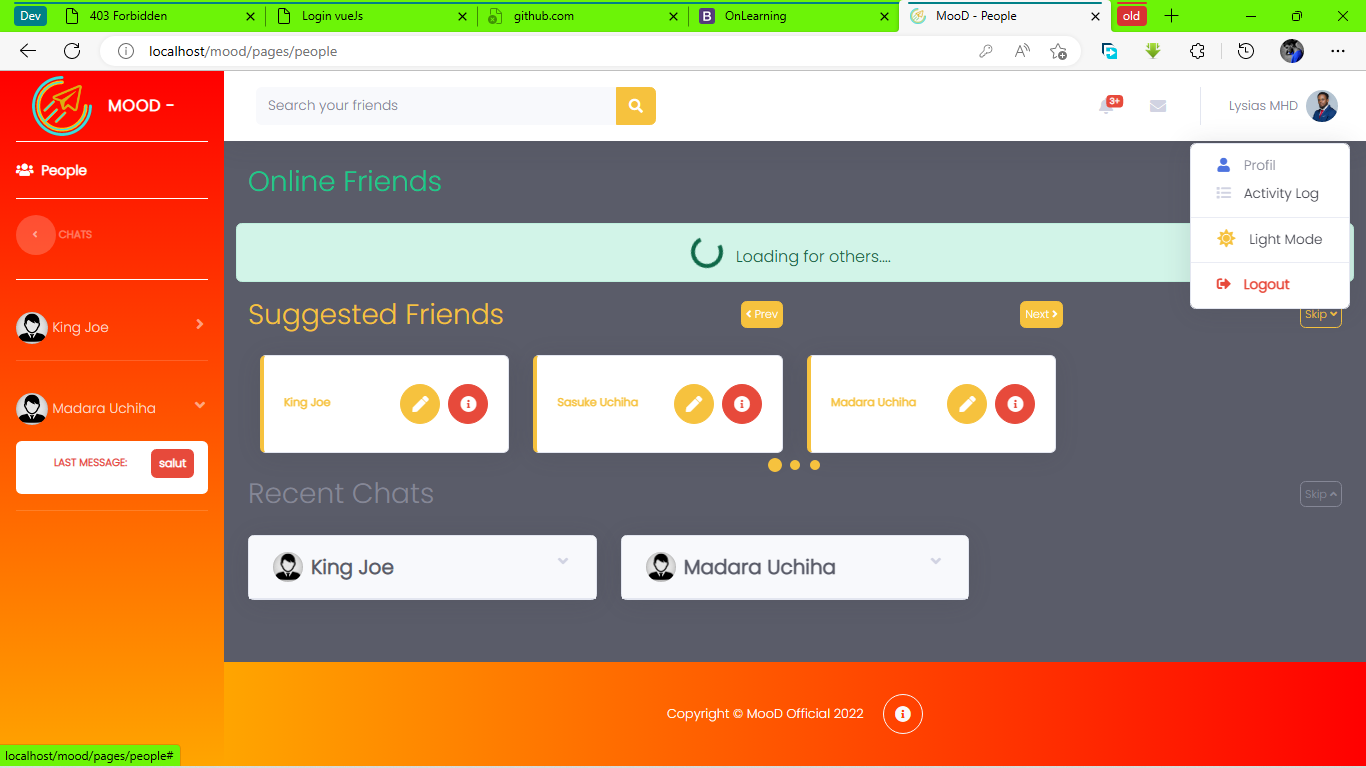 Dev
403 Forbidden
Login vueJs
github.com
OnLearning
MooD - People
old
localhost/mood/pages/people
MOOD -
People
CHATS
King Joe
Madara Uchiha
LAST MESSAGE:
salut
Search your friends
3+
Lysias MHD
Profil
Activity Log
Light Mode
Logout
Online Friends
Loading for others....
Suggested Friends
Prev
Next
Skip
King Joe
Sasuke Uchiha
Madara Uchiha
Recent Chats
Skip
King Joe
Madara Uchiha
Copyright © MooD Official 2022
localhost/mood/pages/people#